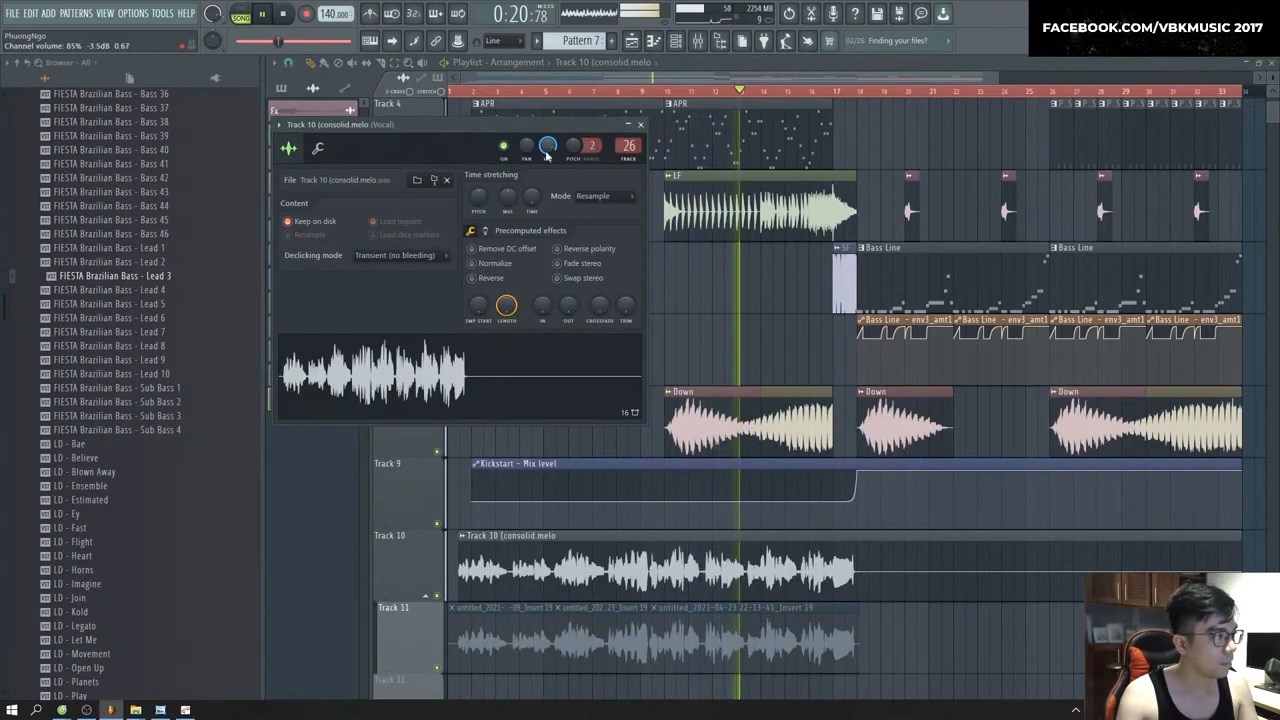 FILE EDIT ADD PATTERNS VIEW OPTIONS TOOLS HELP
PhuongNgo
Channel volume: 85% -3.5dB 0.67
SONG
140.000
0:20:78
50
2254 MB
9
Line
Pattern 7
02/26 Finding your files?
FACEBOOK.COM/VBKMUSIC 2017
Browser - All
Playlist - Arrangement › Track 10 (consolid.melo
FIESTA Brazilian Bass - Bass 36
FIESTA Brazilian Bass - Bass 37
FIESTA Brazilian Bass - Bass 38
FIESTA Brazilian Bass - Bass 39
FIESTA Brazilian Bass - Bass 40
FIESTA Brazilian Bass - Bass 41
FIESTA Brazilian Bass - Bass 42
FIESTA Brazilian Bass - Bass 43
FIESTA Brazilian Bass - Bass 44
FIESTA Brazilian Bass - Bass 45
FIESTA Brazilian Bass - Bass 46
FIESTA Brazilian Bass - Lead 1
FIESTA Brazilian Bass - Lead 2
FIESTA Brazilian Bass - Lead 3
FIESTA Brazilian Bass - Lead 4
FIESTA Brazilian Bass - Lead 5
FIESTA Brazilian Bass - Lead 6
FIESTA Brazilian Bass - Lead 7
FIESTA Brazilian Bass - Lead 8
FIESTA Brazilian Bass - Lead 9
FIESTA Brazilian Bass - Lead 10
FIESTA Brazilian Bass - Sub Bass 1
FIESTA Brazilian Bass - Sub Bass 2
FIESTA Brazilian Bass - Sub Bass 3
FIESTA Brazilian Bass - Sub Bass 4
LD - Bae
LD - Believe
LD - Blown Away
LD - Ensemble
LD - Estimated
LD - Ey
LD - Fast
LD - Flight
LD - Heart
LD - Horns
LD - Imagine
LD - Join
LD - Kold
LD - Legato
LD - Let Me
LD - Movement
LD - Open Up
LD - Planets
LD - Play
Fx
Track 10 (consolid.melo (Vocal)
ON PAN PITCH RANGE TRACK
2 26
File Track 10 (consolid.melo.wav
Content
Keep on disk Load regions
Resample Load slice markers
Declicking mode Transient (no bleeding)
Time stretching
PITCH MUL TIME
Mode Resample
Precomputed effects
Remove DC offset Reverse polarity
Normalize Fade stereo
Reverse Swap stereo
SMP START LENGTH IN OUT CROSSFADE TRIM
16
Track 4 APR APR
LF
SF Bass Line Bass Line
Bass Line - env3_amt1 Bass Line - env3_amt1 Bass Line - env3_amt1 Bass Line - env3_amt1
Down Down Down
Track 9 Kickstart - Mix level
Track 10 Track 10 (consolid.melo
Track 11 untitled_2021-...-09_Insert 19 untitled_202...23_Insert 19 untitled_2021-04-23 22-13-41_Insert 19
Track 12